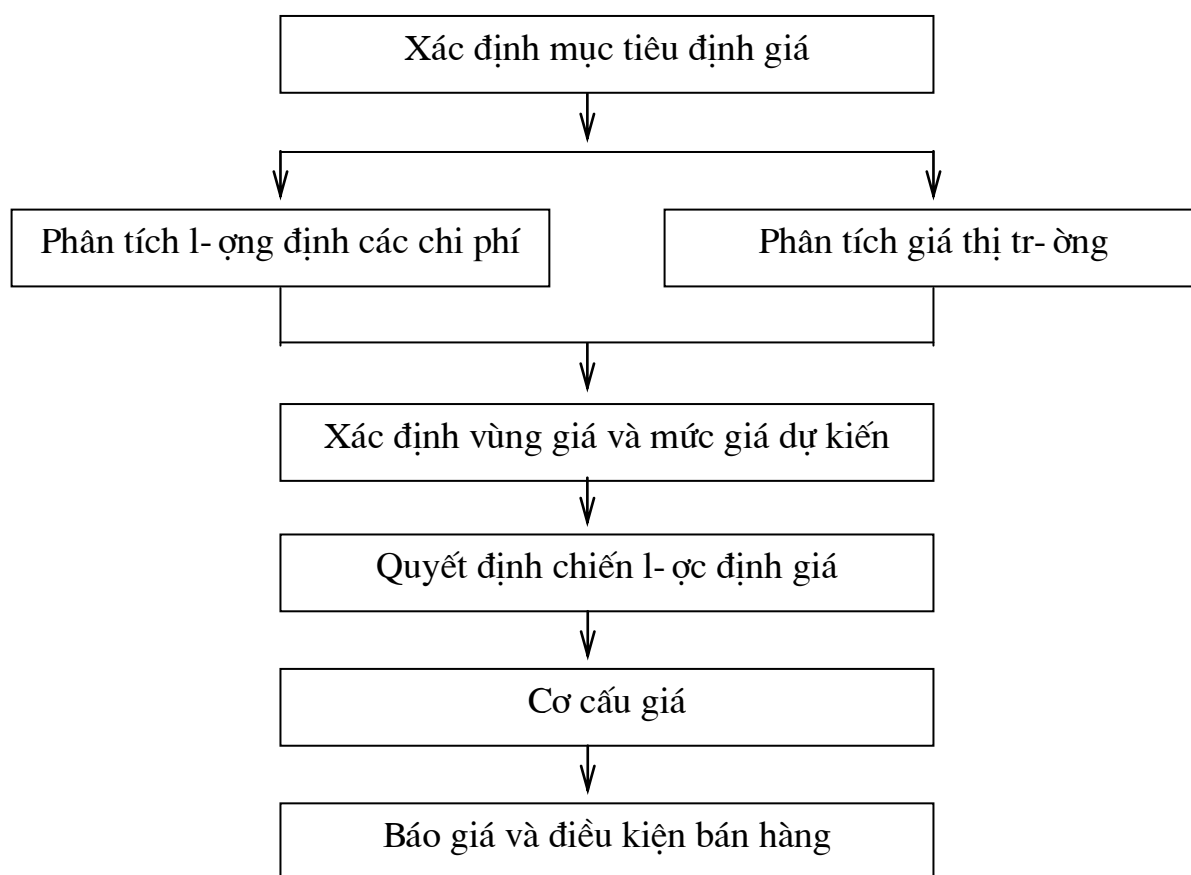 Xác định mục tiêu định giá
Phân tích l- ợng định các chi phí
Phân tích giá thị tr- ờng
Xác định vùng giá và mức giá dự kiến
Quyết định chiến l- ợc định giá
Cơ cấu giá
Báo giá và điều kiện bán hàng